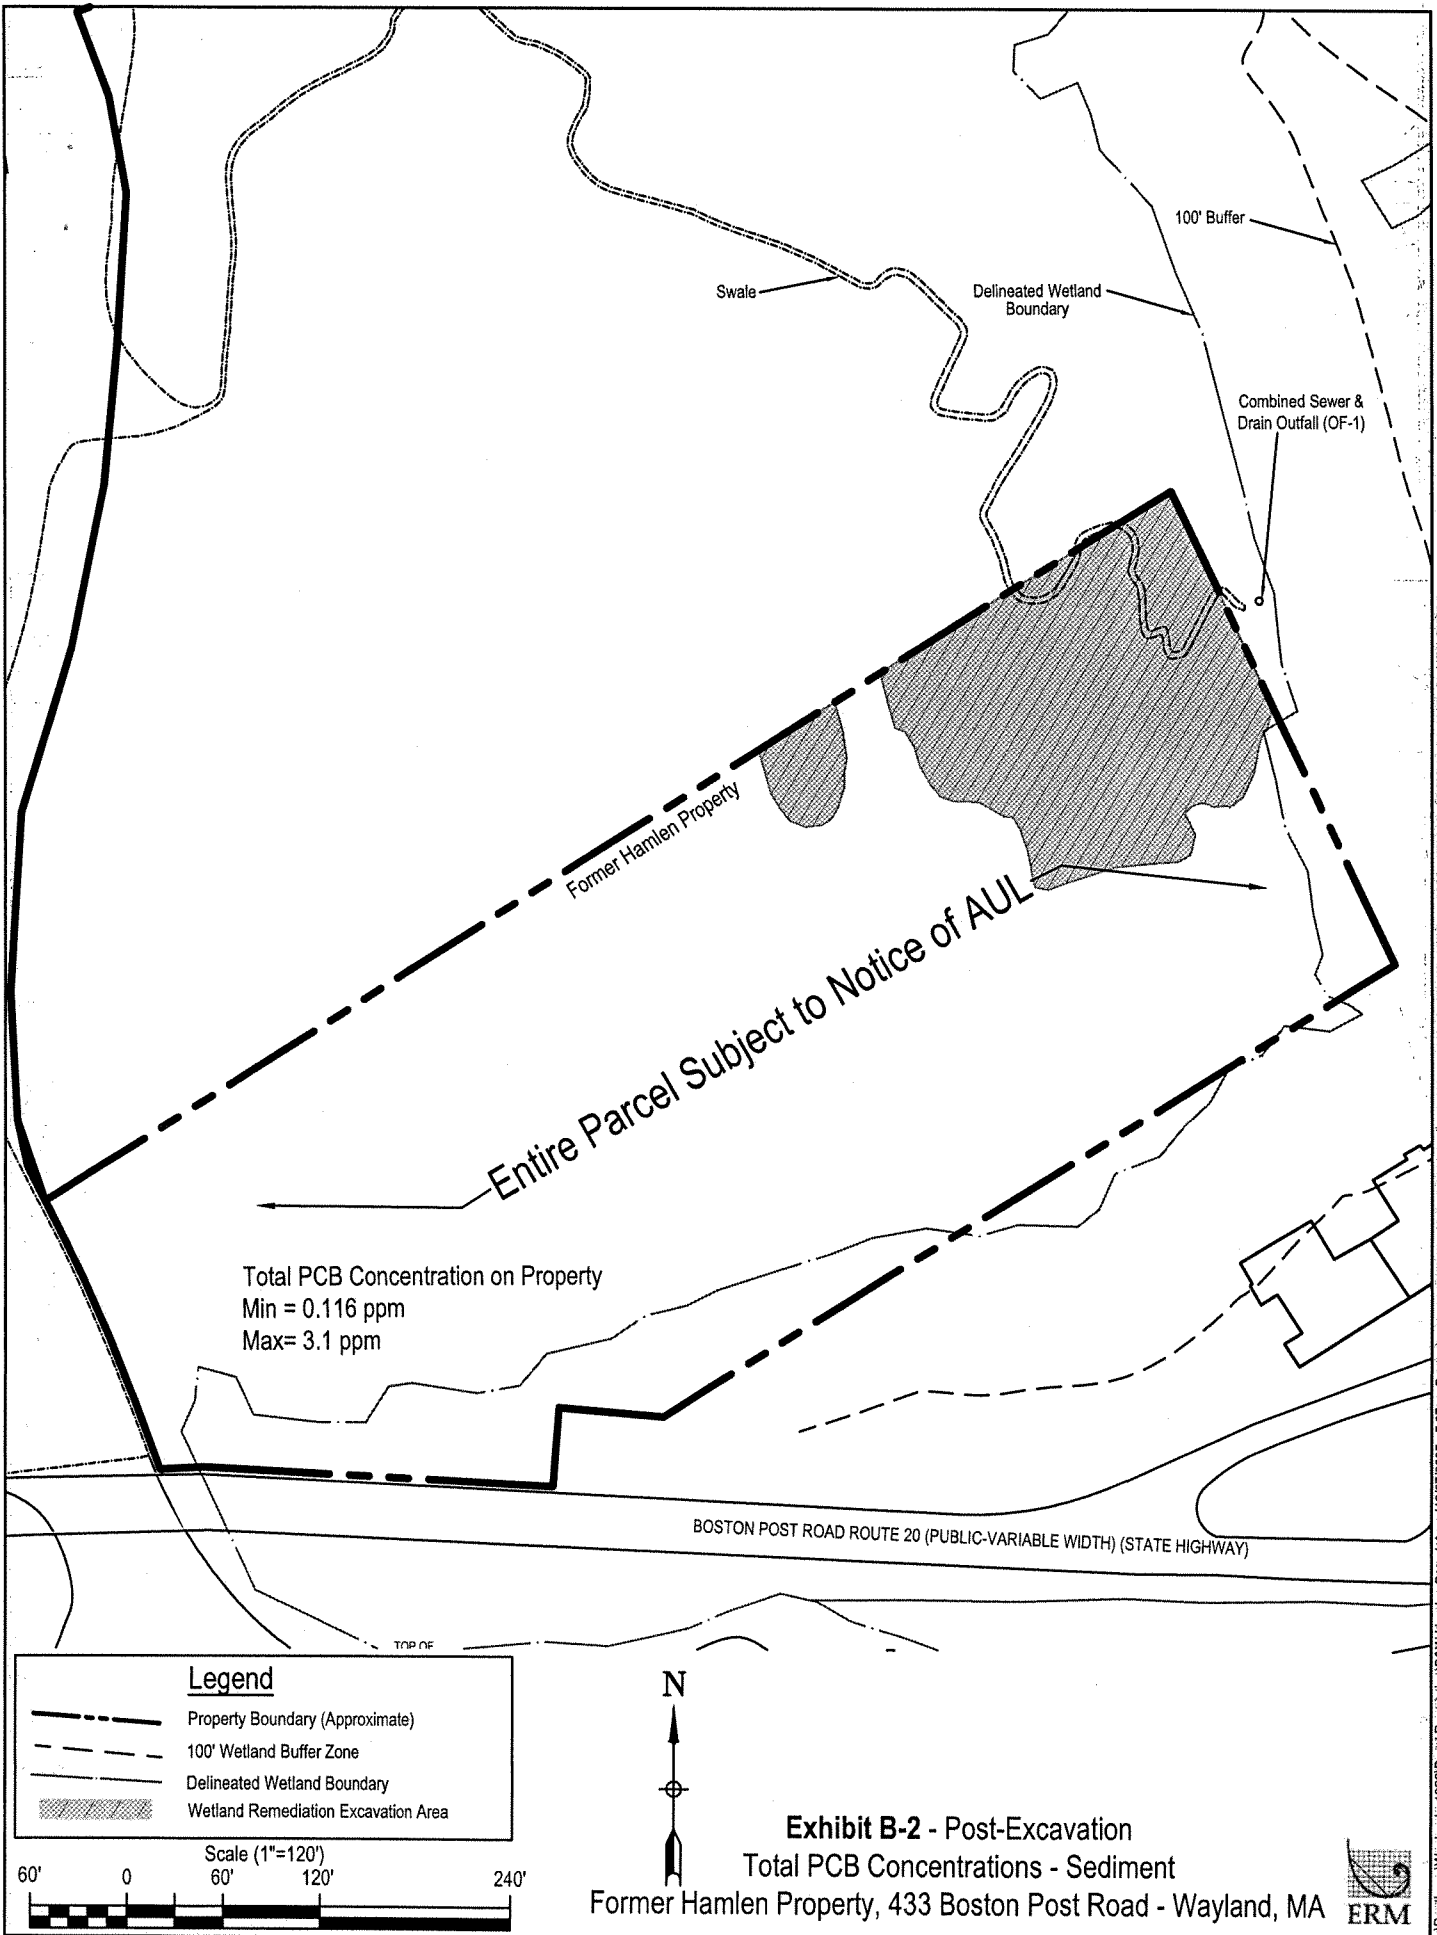 100' Buffer
Swale
Delineated Wetland
Boundary
Combined Sewer &
Drain Outfall (OF-1)
Former Hamlen Property
Entire Parcel Subject to Notice of AUL
Total PCB Concentration on Property
Min = 0.116 ppm
Max= 3.1 ppm
BOSTON POST ROAD ROUTE 20 (PUBLIC-VARIABLE WIDTH) (STATE HIGHWAY)
TOP OF
Legend
Property Boundary (Approximate)
100' Wetland Buffer Zone
Delineated Wetland Boundary
Wetland Remediation Excavation Area
Scale (1"=120')
60' 0 60' 120' 240'
N
Exhibit B-2 - Post-Excavation
Total PCB Concentrations - Sediment
Former Hamlen Property, 433 Boston Post Road - Wayland, MA
ERM